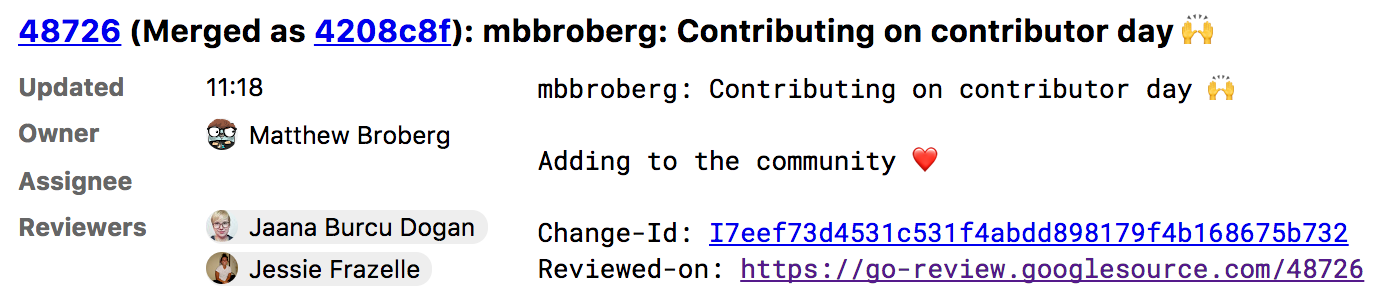 48726 (Merged as 4208c8f): mbbroberg: Contributing on contributor day 🙌
Updated 11:18
Owner Matthew Broberg
Assignee
Reviewers Jaana Burcu Dogan
Jessie Frazelle
mbbroberg: Contributing on contributor day 🙌
Adding to the community ❤️
Change-Id: I7eef73d4531c531f4abdd898179f4b168675b732
Reviewed-on: https://go-review.googlesource.com/48726